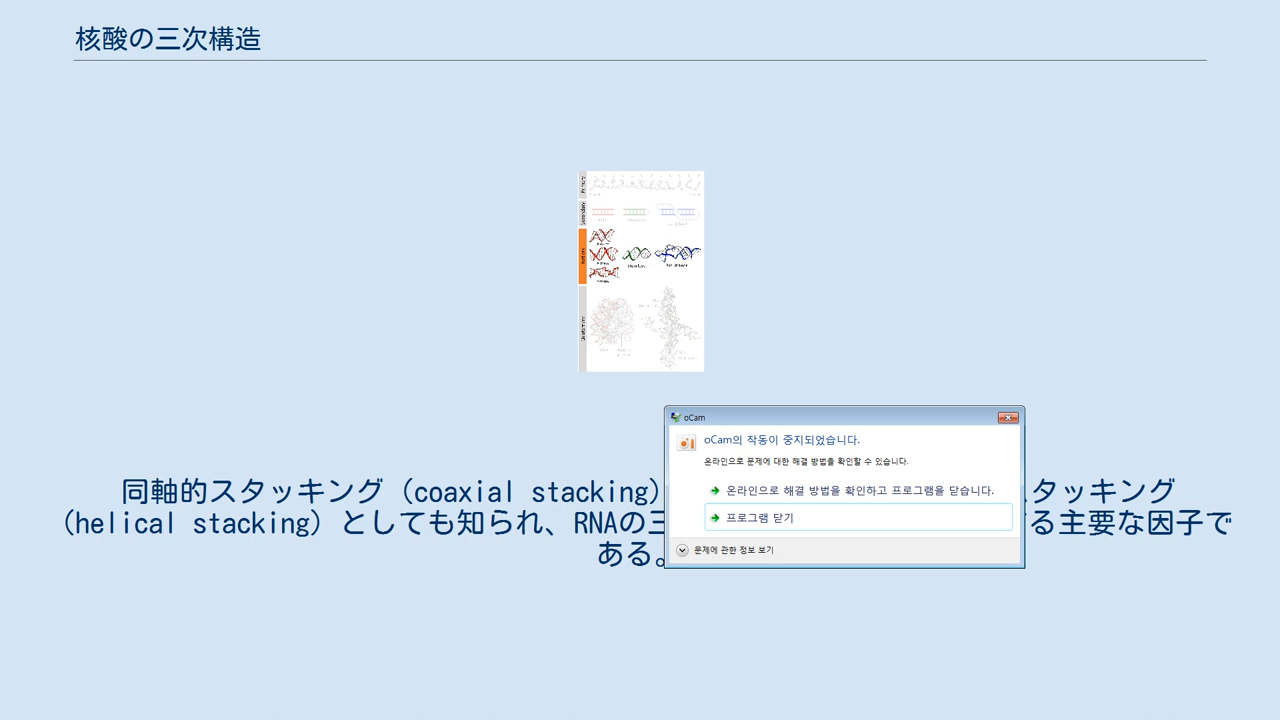 核酸の三次構造
Primary
Secondary
Tertiary
Quaternary
oCam
oCam의 작동이 중지되었습니다.
온라인으로 문제에 대한 해결 방법을 확인할 수 있습니다.
온라인으로 해결 방법을 확인하고 프로그램을 닫습니다.
프로그램 닫기
문제에 관한 정보 보기
同軸的スタッキング（coaxial stacking）スタッキング
（helical stacking）としても知られ、RNAの三る主要な因子で
ある。